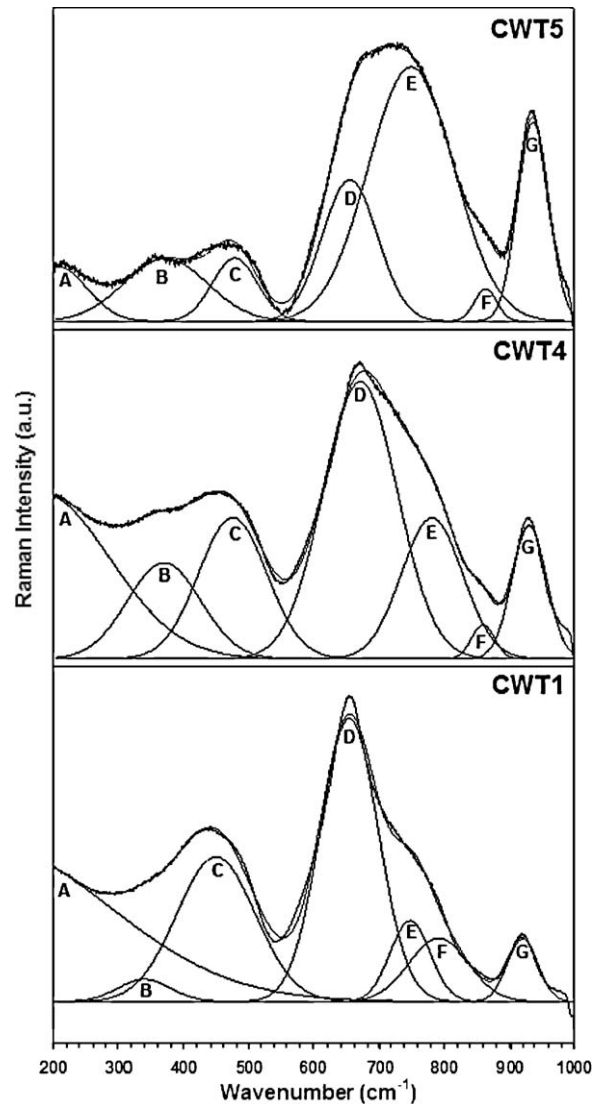 CWT5
A
B
C
D
E
F
G
CWT4
A
B
C
D
E
F
G
CWT1
A
B
C
D
E
F
G
Raman Intensity (a.u.)
200 300 400 500 600 700 800 900 1000
Wavenumber (cm⁻¹)